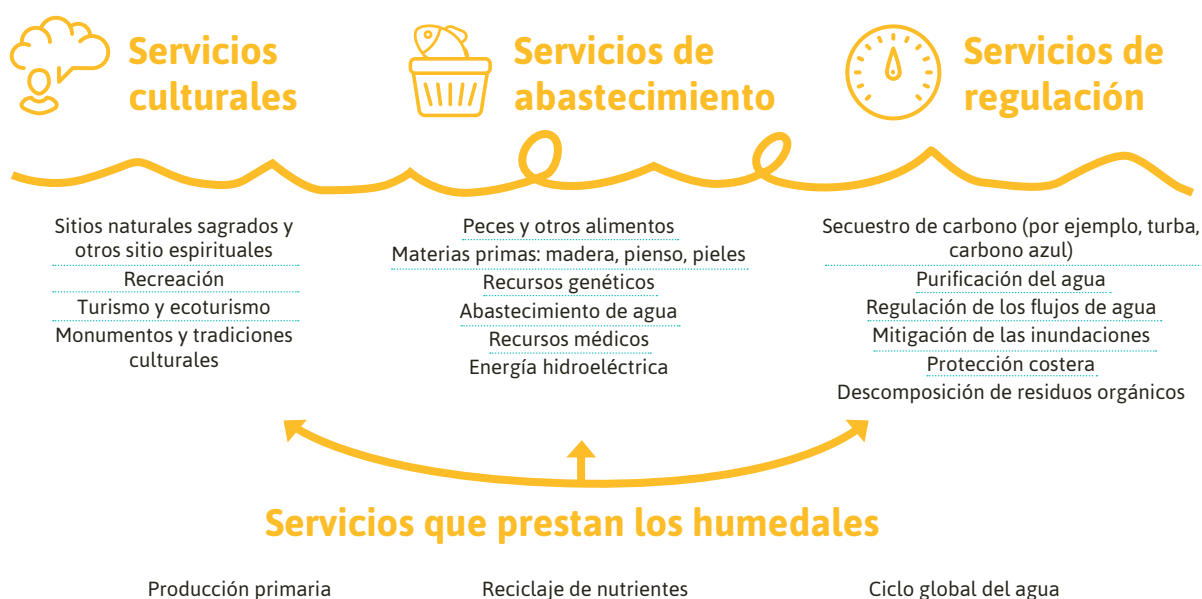 Servicios
culturales
Servicios de
abastecimiento
Servicios de
regulación
Sitios naturales sagrados y
otros sitio espirituales
Recreación
Turismo y ecoturismo
Monumentos y tradiciones
culturales
Peces y otros alimentos
Materias primas: madera, pienso, pieles
Recursos genéticos
Abastecimiento de agua
Recursos médicos
Energía hidroeléctrica
Secuestro de carbono (por ejemplo, turba,
carbono azul)
Purificación del agua
Regulación de los flujos de agua
Mitigación de las inundaciones
Protección costera
Descomposición de residuos orgánicos
Servicios que prestan los humedales
Producción primaria
Reciclaje de nutrientes
Ciclo global del agua